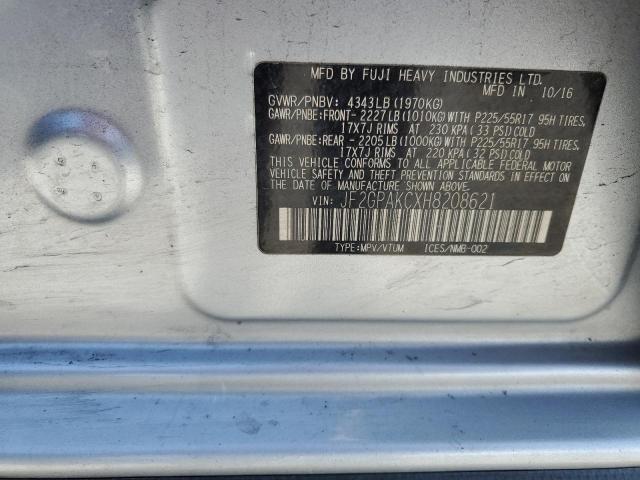 MFD BY FUJI HEAVY INDUSTRIES LTD.
MFD IN 10/16
GVWR/PNBV: 4343LB(1970KG)
GAWR/PNBE:FRONT- 2227LB(1010KG)WITH P225/55R17 95H TIRES,
17X7J RIMS AT 230 KPA(33 PSI)COLD
GAWR/PNBE:REAR - 2205LB(1000KG)WITH P225/55R17 95H TIRES,
17X7J RIMS AT 220 KPA(32 PSI)COLD
THIS VEHICLE CONFORMS TO ALL APPLICABLE FEDERAL MOTOR
VEHICLE SAFETY AND THEFT PREVENTION STANDARDS IN EFFECT ON THE
DATE OF MANUFACTURE SHOWN ABOVE.
VIN: JF2GPAKCXH8208621
TYPE:MPV/VTUM ICES/NMB-002